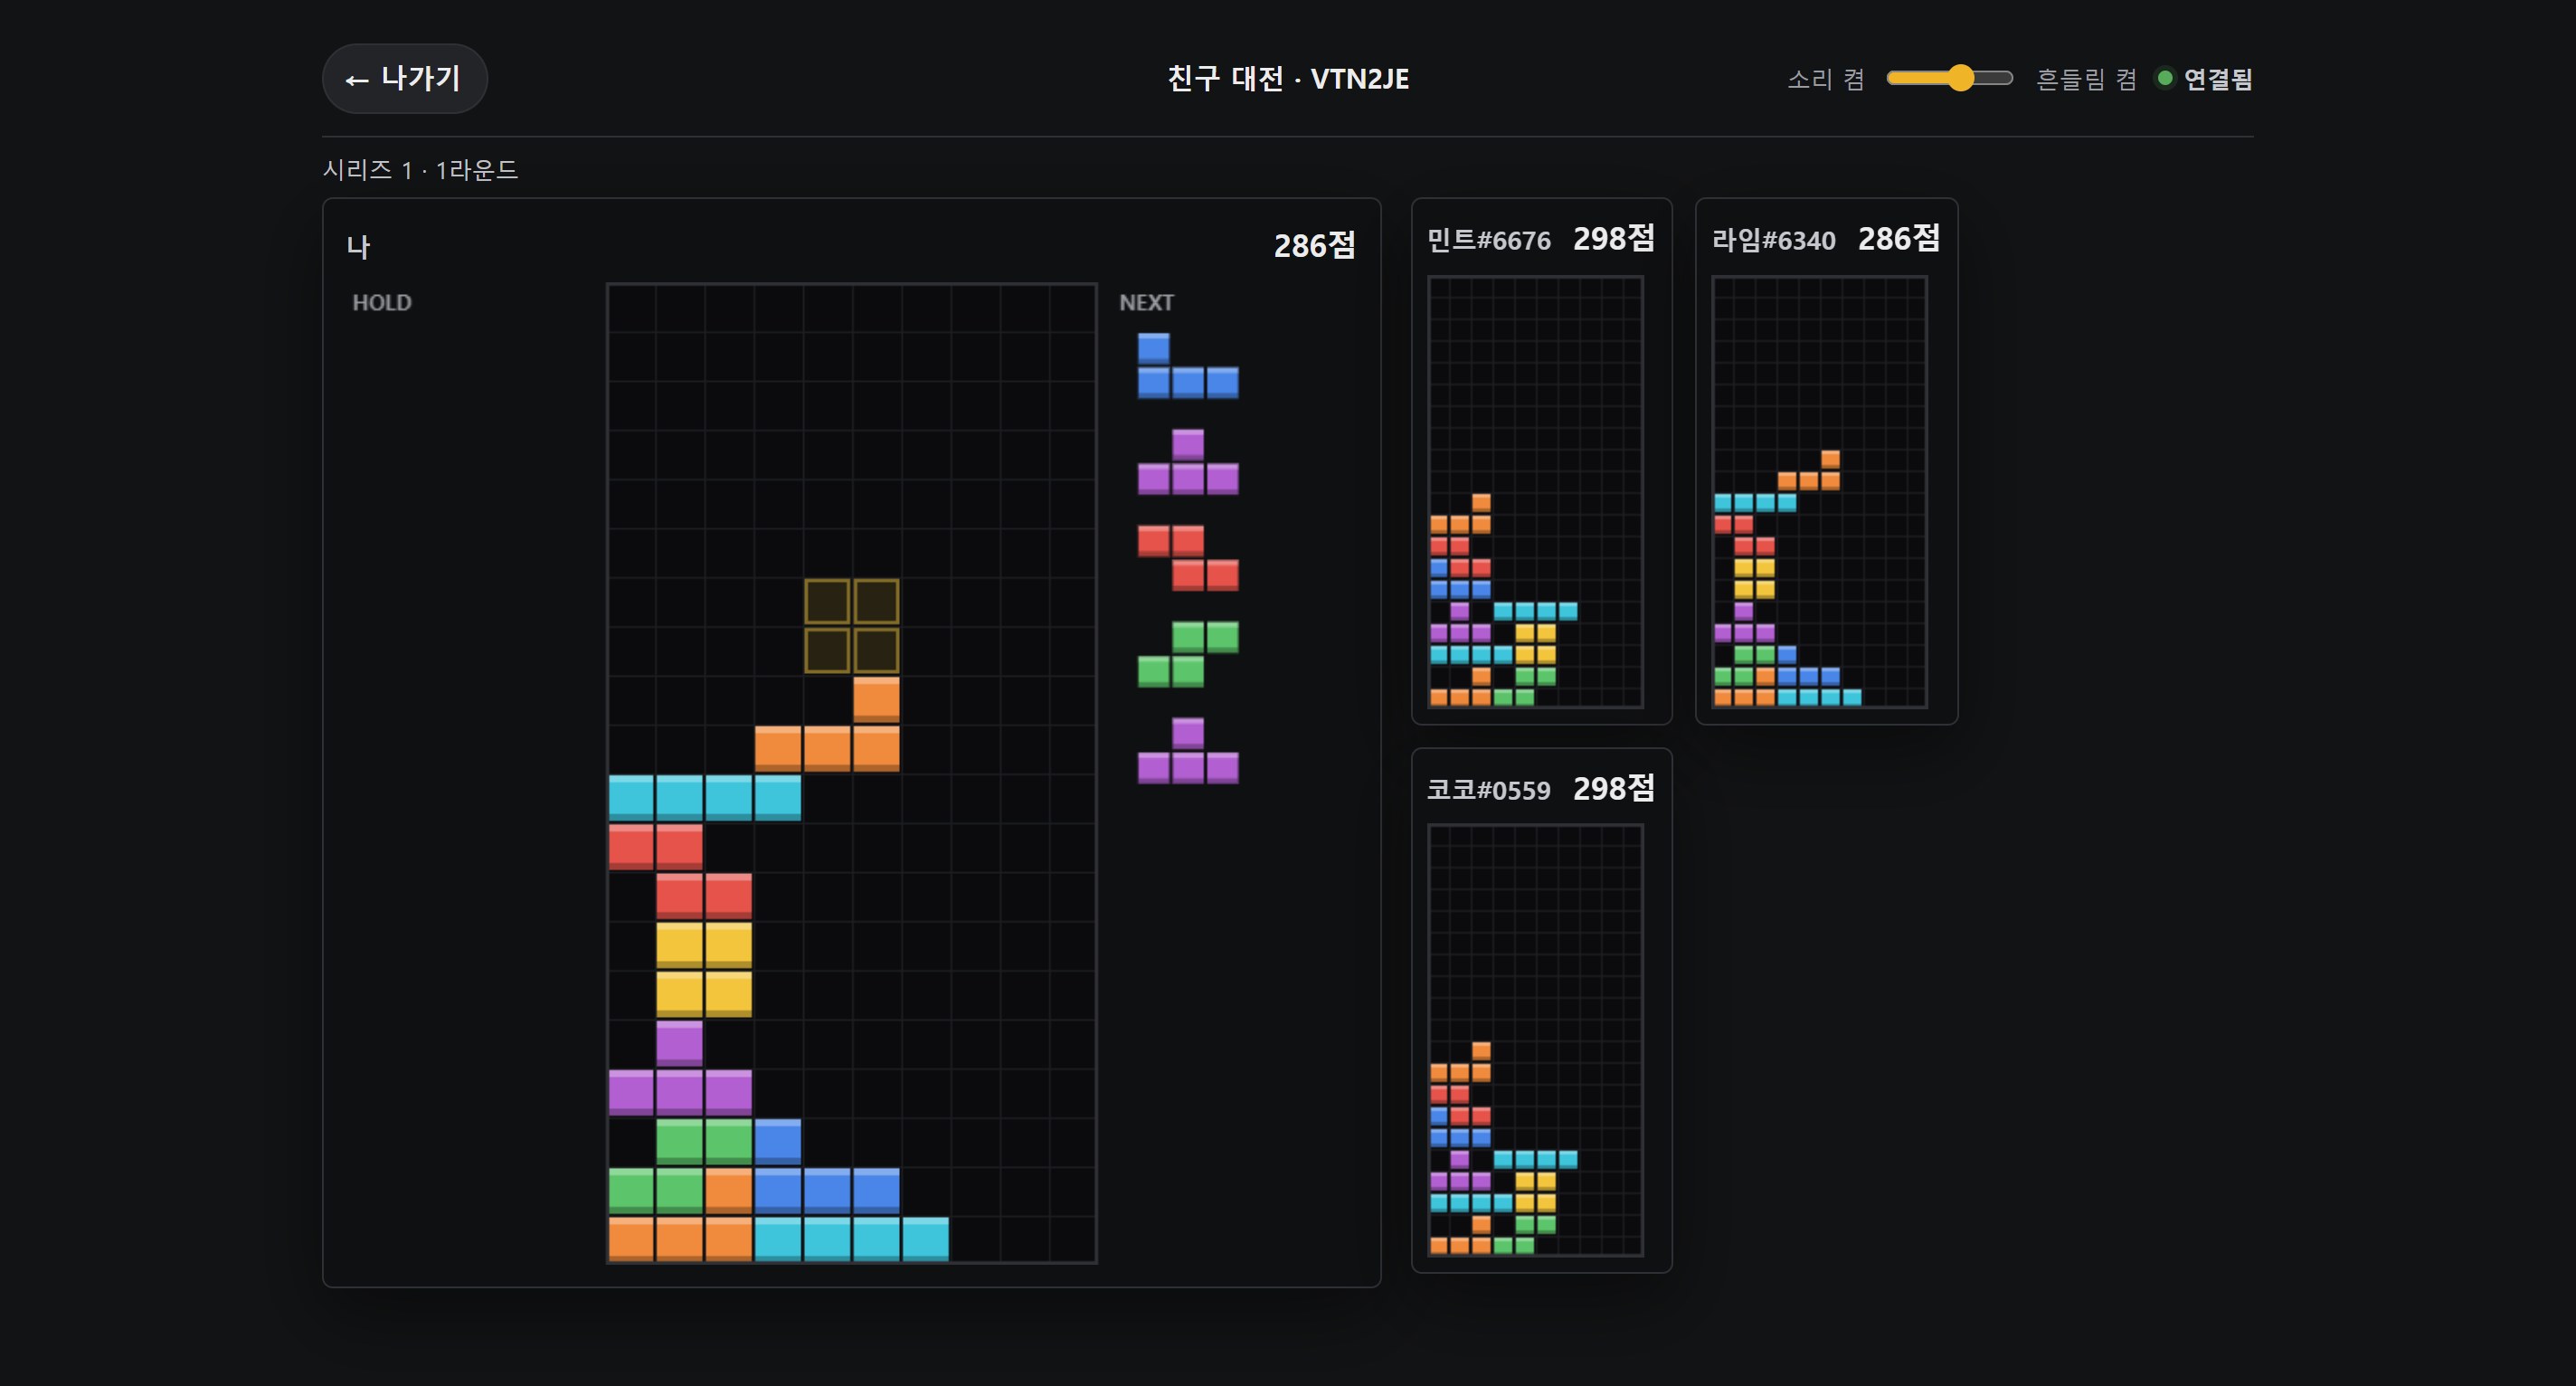 ← 나가기
친구 대전 · VTN2JE
소리 켬
흔들림 켬
연결됨
시리즈 1 · 1라운드
나
286점
HOLD
NEXT
민트#6676 298점
라임#6340 286점
코코#0559 298점